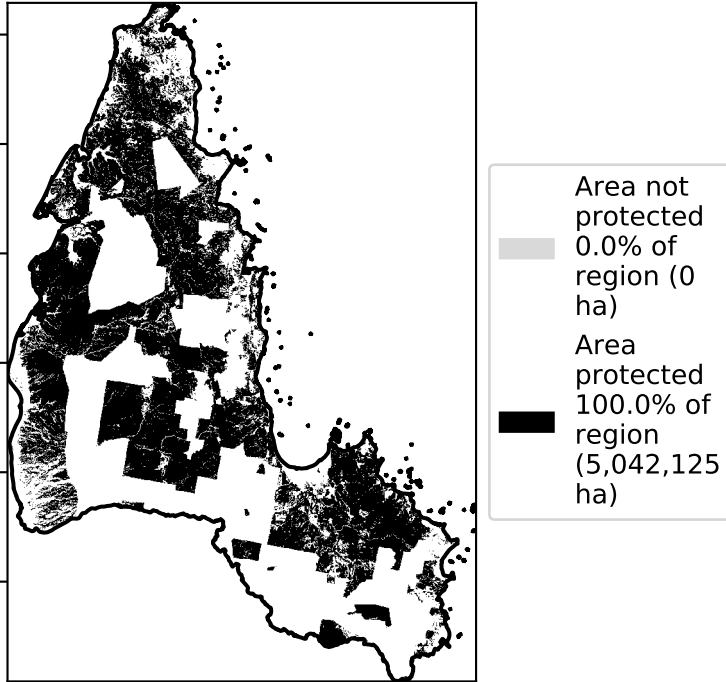 Area not
protected
0.0% of
region (0
ha)
Area
protected
100.0% of
region
(5,042,125
ha)